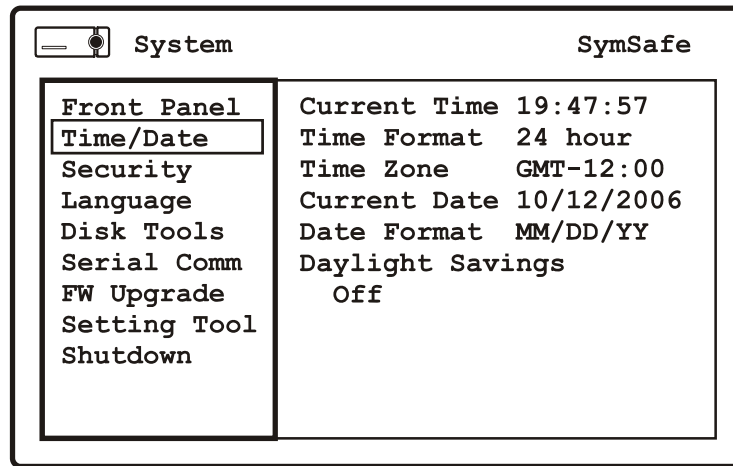 System SymSafe
Front Panel
Time/Date
Security
Language
Disk Tools
Serial Comm
FW Upgrade
Setting Tool
Shutdown
Current Time 19:47:57
Time Format 24 hour
Time Zone GMT-12:00
Current Date 10/12/2006
Date Format MM/DD/YY
Daylight Savings
Off